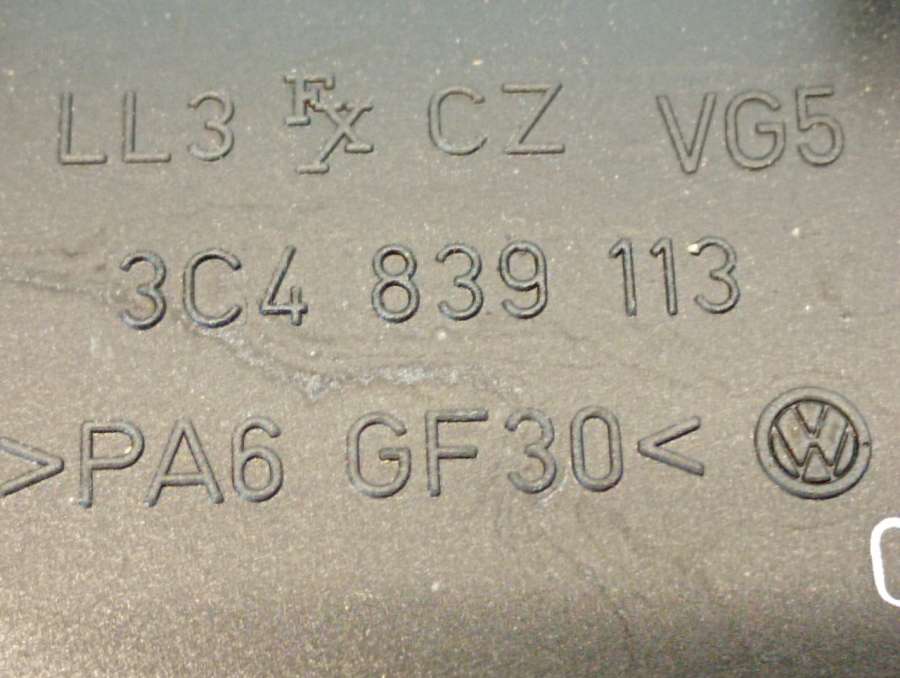 LL3 FX CZ VG5
3C4 839 113
>PA6 GF30<